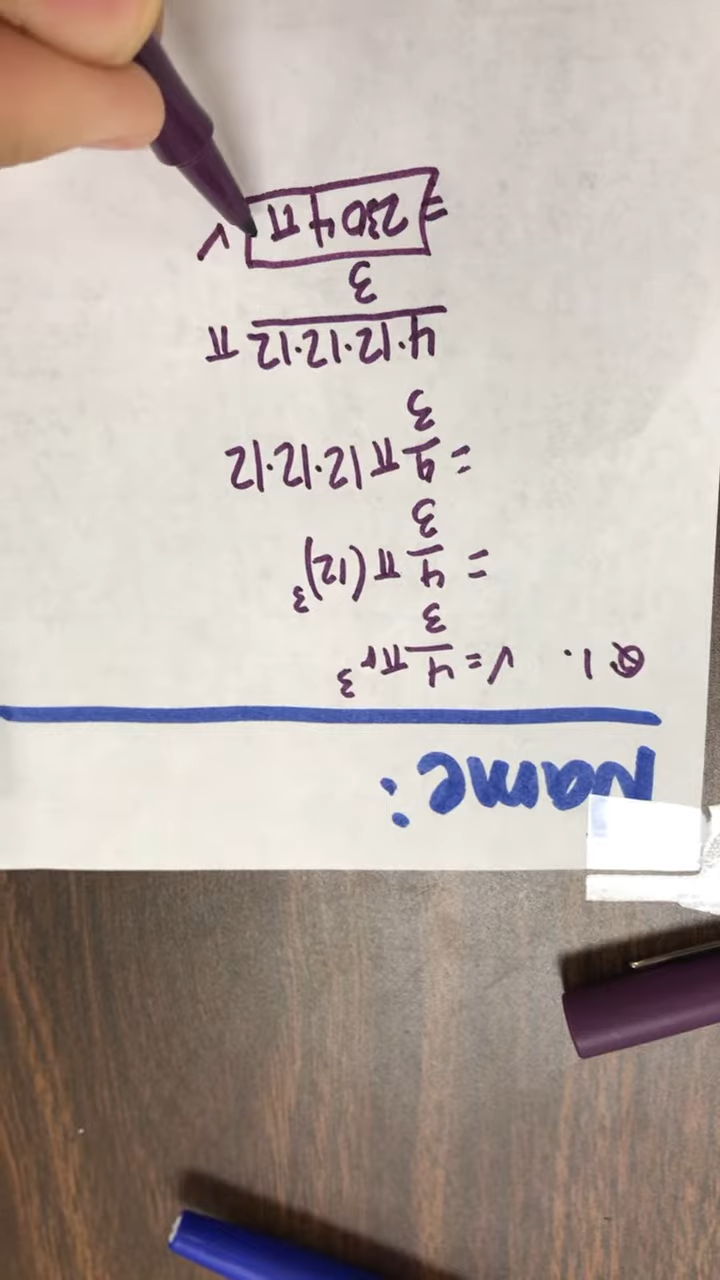 Name:
Q1. V = 4/3 πr³
= 4/3 π(12)³
= 4/3 π 12·12·12
4·12·12·12/3 π
= 2304 π ✓